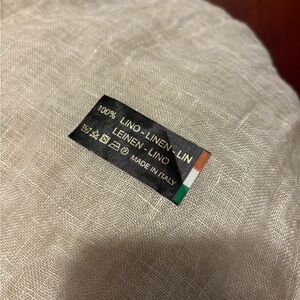 100% LINO - LINEN - LIN
LEINEN - LINO
MADE IN ITALY